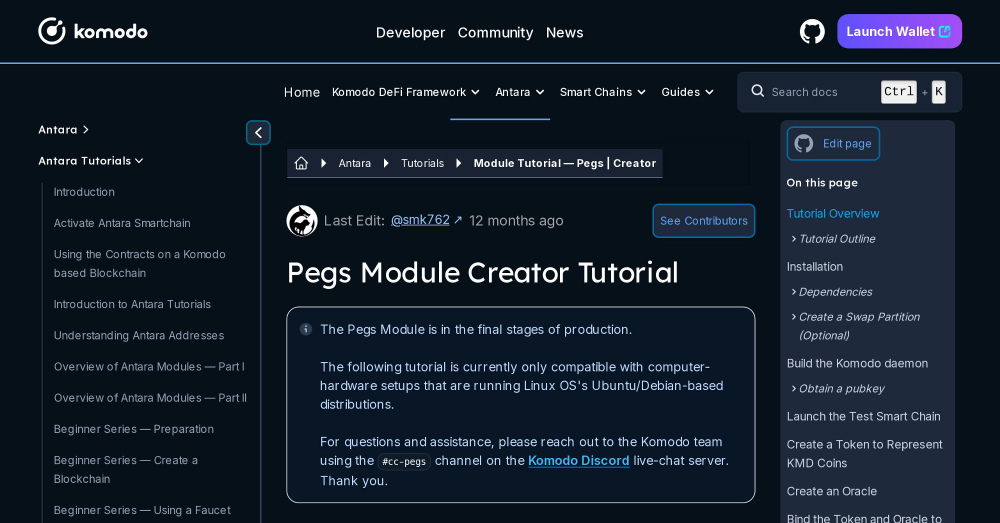 komodo
Developer Community News
Launch Wallet
Home Komodo DeFi Framework Antara Smart Chains Guides
Search docs Ctrl + K
Antara
Antara Tutorials
Introduction
Activate Antara Smartchain
Using the Contracts on a Komodo
based Blockchain
Introduction to Antara Tutorials
Understanding Antara Addresses
Overview of Antara Modules — Part I
Overview of Antara Modules — Part II
Beginner Series — Preparation
Beginner Series — Create a
Blockchain
Beginner Series — Using a Faucet
Antara Tutorials Module Tutorial — Pegs | Creator
Last Edit: @smk762 ↗ 12 months ago
See Contributors
Pegs Module Creator Tutorial
The Pegs Module is in the final stages of production.
The following tutorial is currently only compatible with computer-
hardware setups that are running Linux OS's Ubuntu/Debian-based
distributions.
For questions and assistance, please reach out to the Komodo team
using the #cc-pegs channel on the Komodo Discord live-chat server.
Thank you.
Edit page
On this page
Tutorial Overview
Tutorial Outline
Installation
Dependencies
Create a Swap Partition
(Optional)
Build the Komodo daemon
Obtain a pubkey
Launch the Test Smart Chain
Create a Token to Represent
KMD Coins
Create an Oracle
Bind the Token and Oracle to